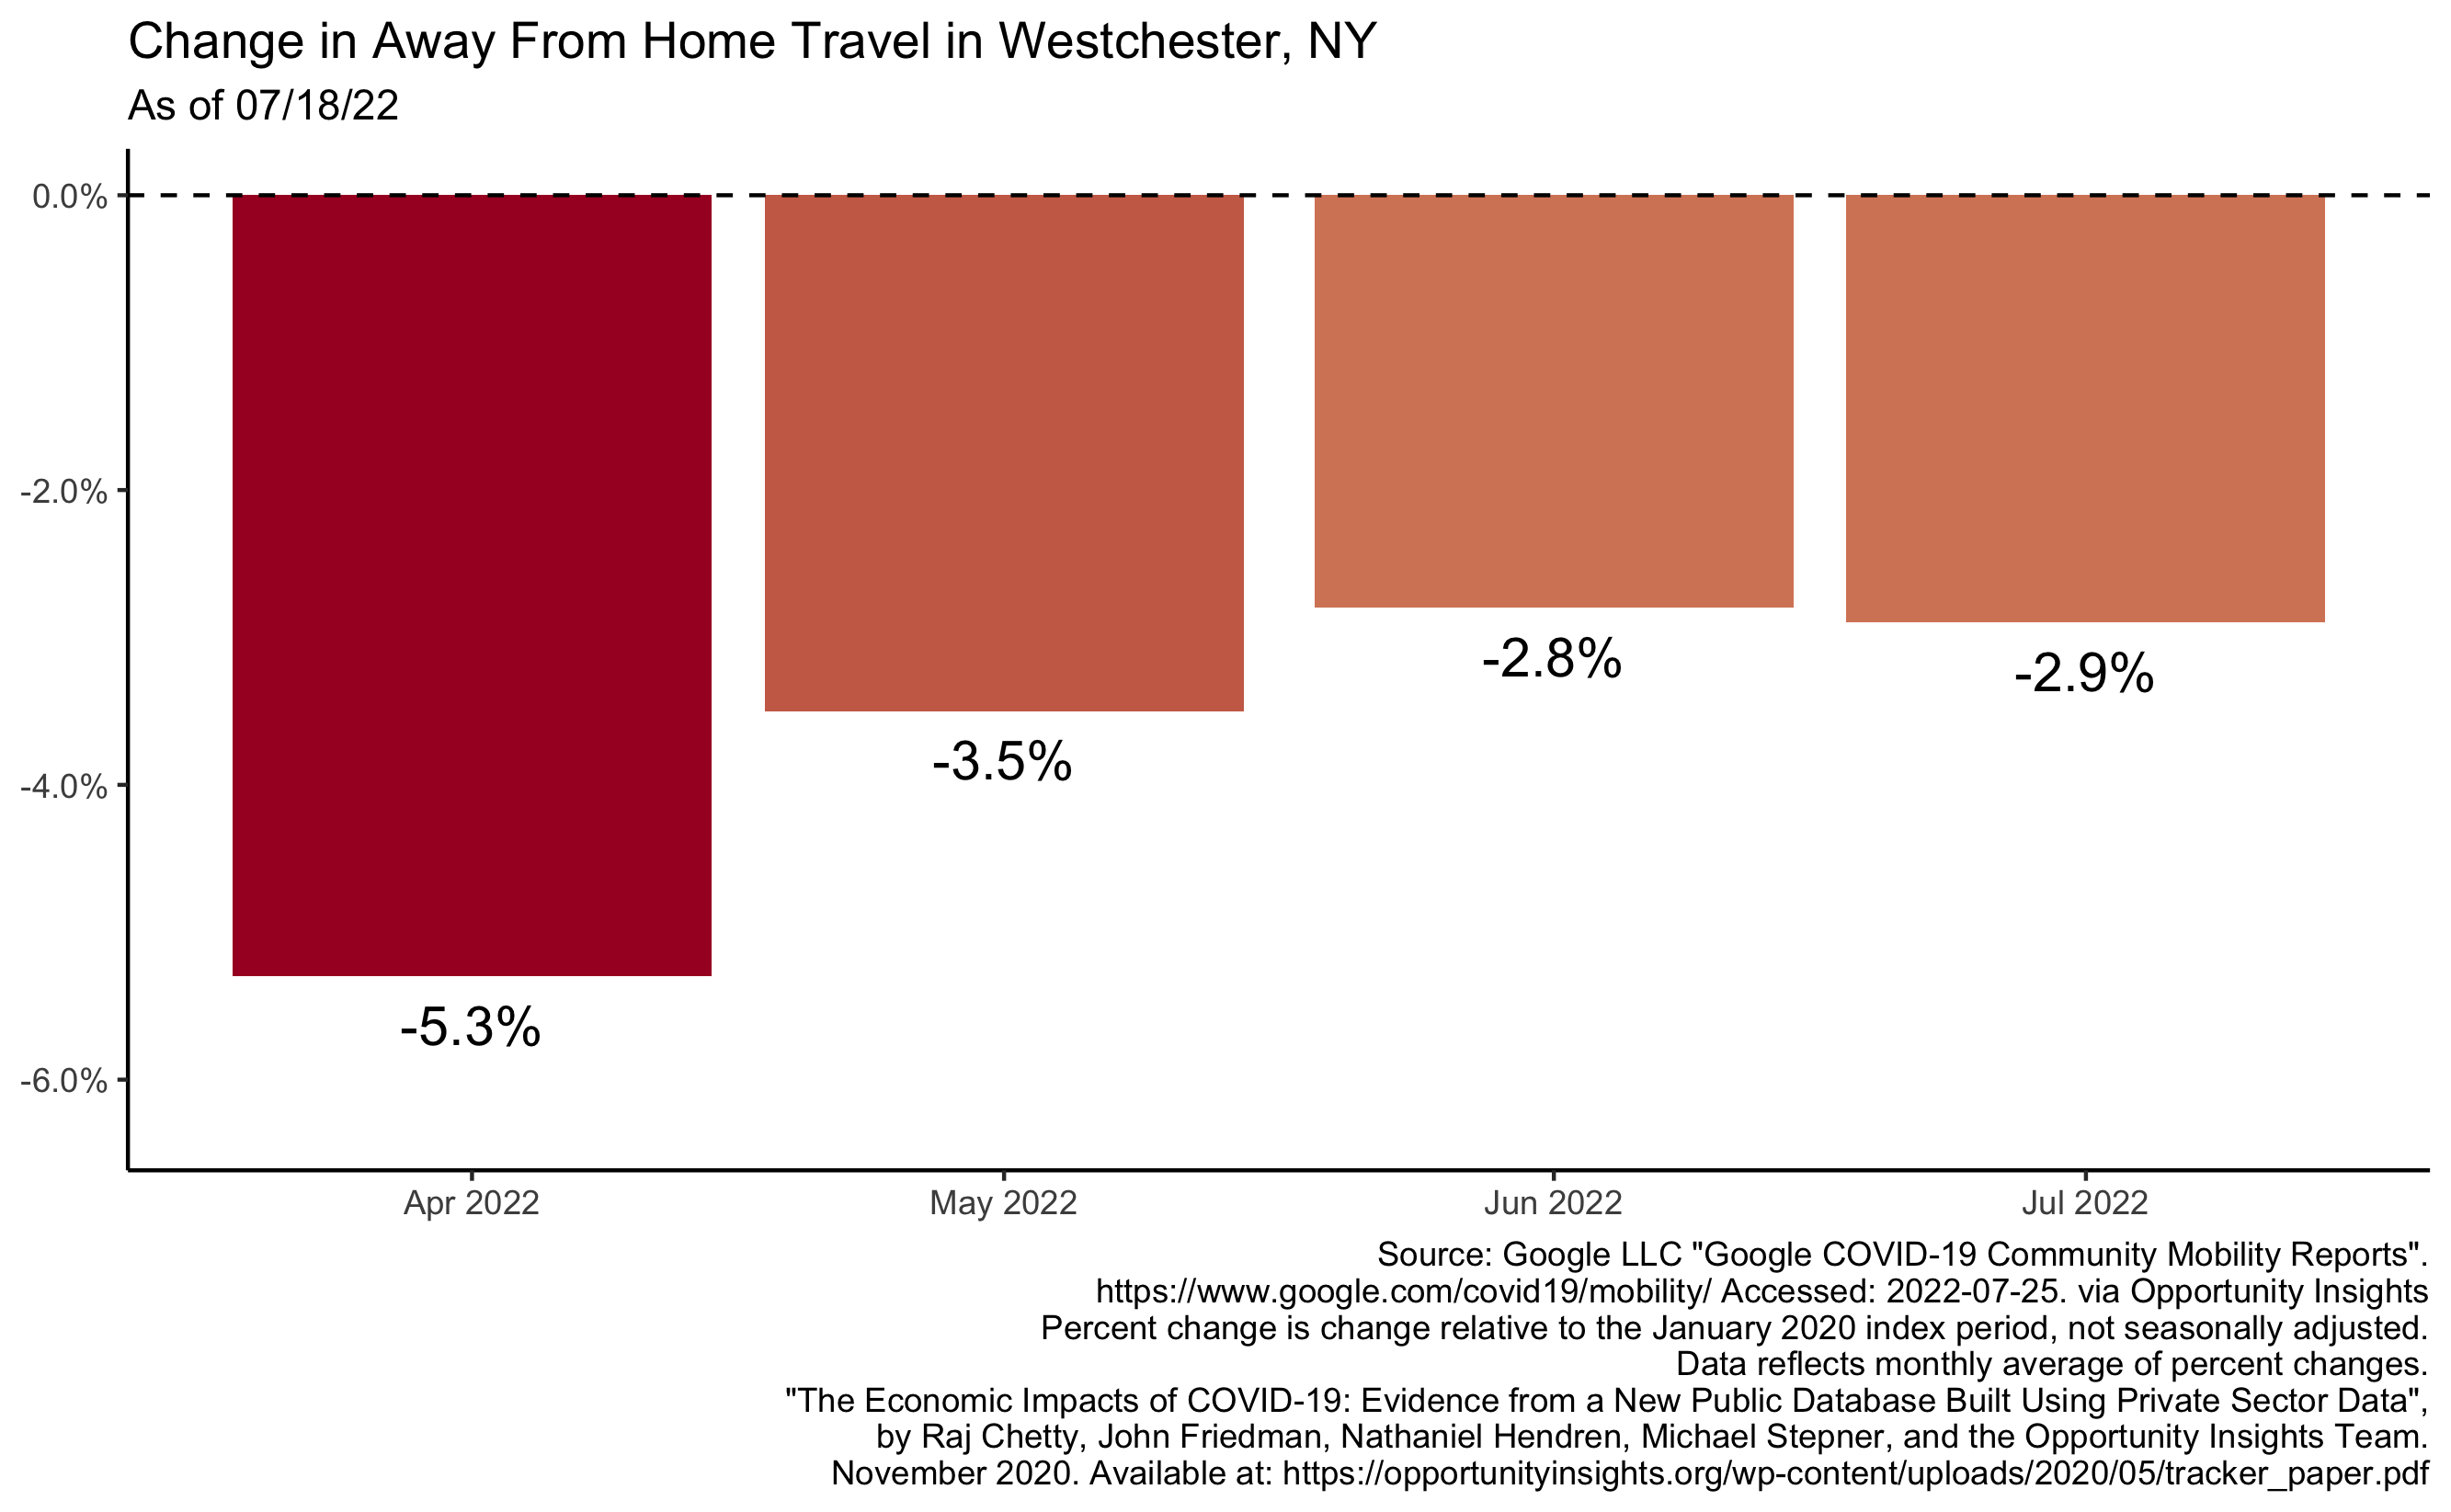 Change in Away From Home Travel in Westchester, NY
As of 07/18/22
0.0%
-2.0%
-4.0%
-6.0%
-5.3%
-3.5%
-2.8%
-2.9%
Apr 2022
May 2022
Jun 2022
Jul 2022
Source: Google LLC "Google COVID-19 Community Mobility Reports".
https://www.google.com/covid19/mobility/ Accessed: 2022-07-25. via Opportunity Insights
Percent change is change relative to the January 2020 index period, not seasonally adjusted.
Data reflects monthly average of percent changes.
"The Economic Impacts of COVID-19: Evidence from a New Public Database Built Using Private Sector Data",
by Raj Chetty, John Friedman, Nathaniel Hendren, Michael Stepner, and the Opportunity Insights Team.
November 2020. Available at: https://opportunityinsights.org/wp-content/uploads/2020/05/tracker_paper.pdf